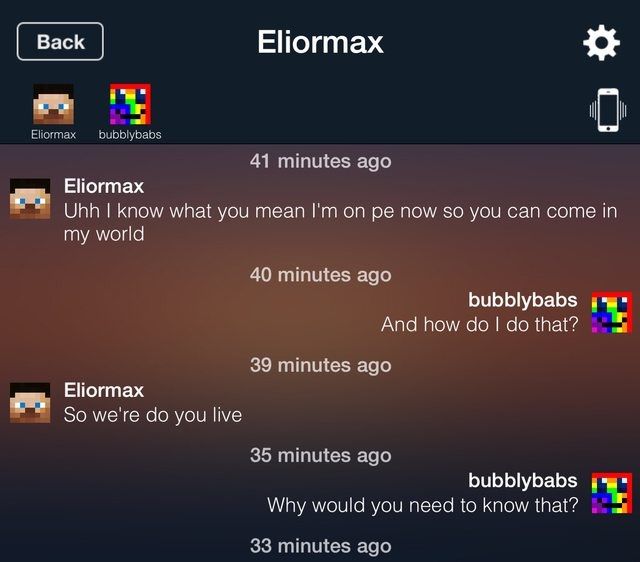 Back
Eliormax
Eliormax
bubblybabs
41 minutes ago
Eliormax
Uhh I know what you mean I'm on pe now so you can come in
my world
40 minutes ago
bubblybabs
And how do I do that?
39 minutes ago
Eliormax
So we're do you live
35 minutes ago
bubblybabs
Why would you need to know that?
33 minutes ago